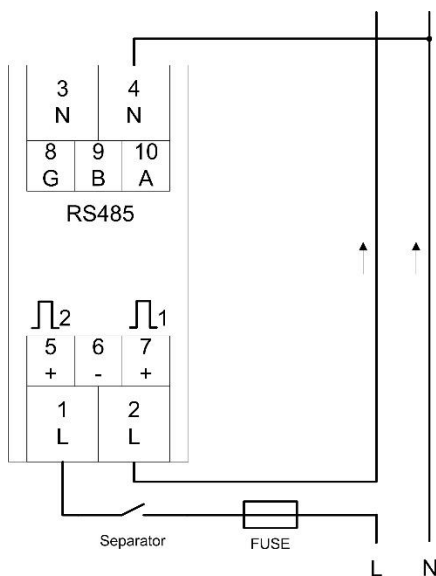 3 4
N N
8 9 10
G B A
RS485
2 1
5 6 7
+ - +
1 2
L L
Separator FUSE
L N